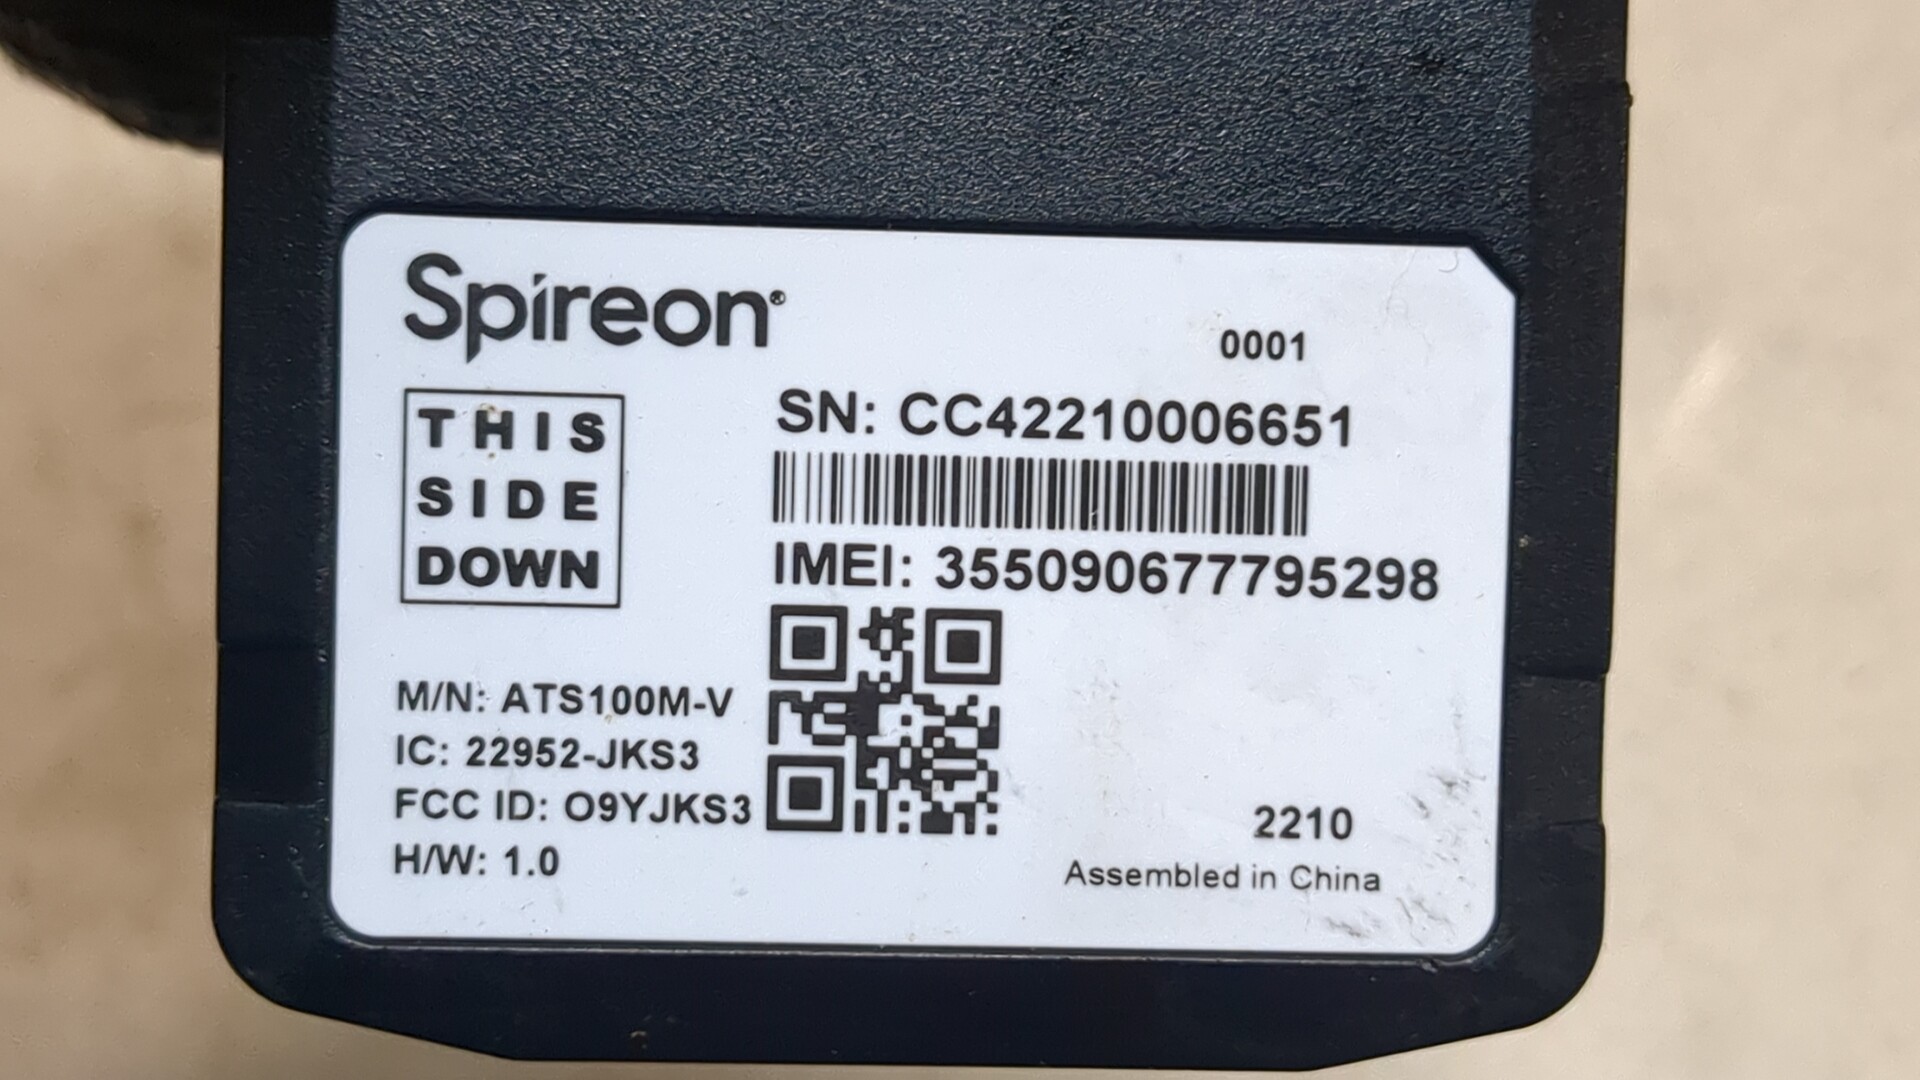 Spireon®
0001
THIS
SIDE
DOWN
SN: CC42210006651
IMEI: 355090677795298
M/N: ATS100M-V
IC: 22952-JKS3
FCC ID: O9YJKS3
H/W: 1.0
2210
Assembled in China